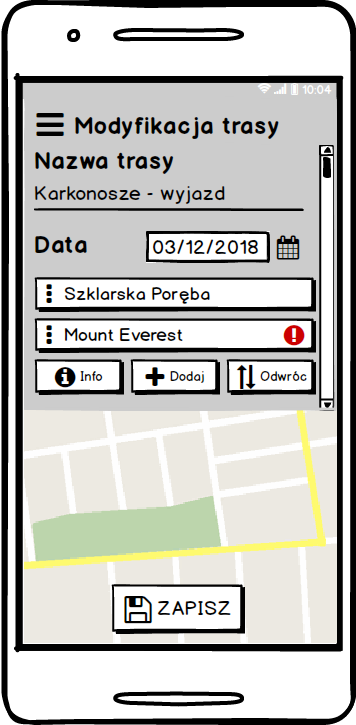 10:04
Modyfikacja trasy
Nazwa trasy
Karkonosze - wyjazd
Data 03/12/2018
Szklarska Poręba
Mount Everest
Info Dodaj Odwróc
ZAPISZ